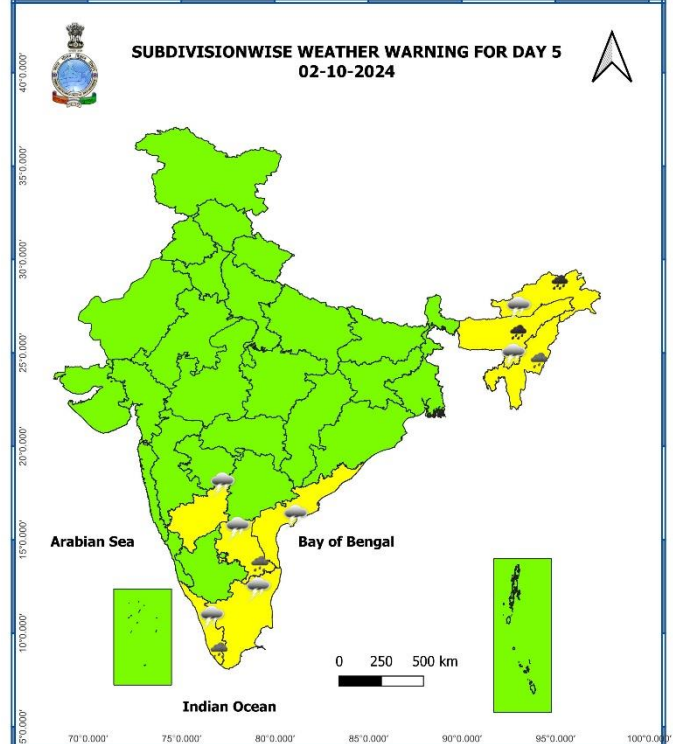 SUBDIVISIONWISE WEATHER WARNING FOR DAY 5
02-10-2024
40°0.000'
35°0.000'
30°0.000'
25°0.000'
20°0.000'
Arabian Sea
Bay of Bengal
15°0.000'
10°0.000'
0 250 500 km
Indian Ocean
5°0.000'
70°0.000' 75°0.000' 80°0.000' 85°0.000' 90°0.000' 95°0.000' 100°0.000'